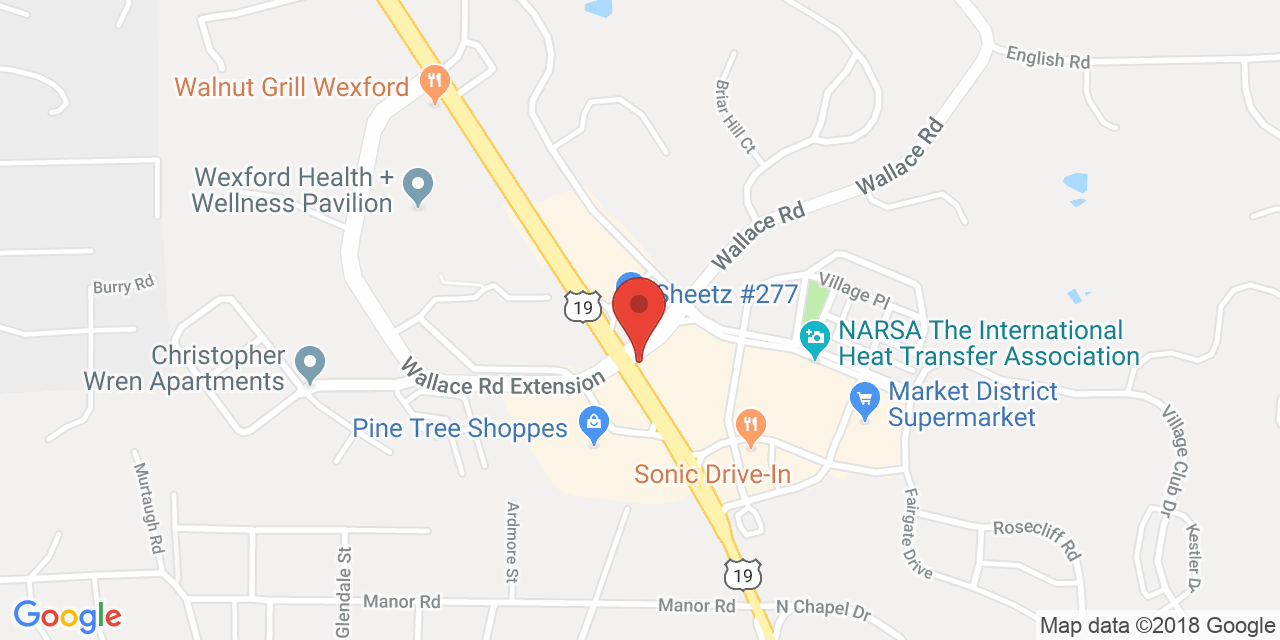 English Rd
Walnut Grill Wexford
Briar Hill Ct
Wallace Rd
Wexford Health +
Wellness Pavilion
Wallace Rd
Burry Rd
Village Pl
19
Sheetz #277
NARSA The International
Heat Transfer Association
Christopher
Wren Apartments
Wallace Rd Extension
Market District
Supermarket
Pine Tree Shoppes
Sonic Drive-In
Village Club Dr
Murtaugh Rd
Ardmore St
Fairgate Drive
Rosecliff Rd
Kestler Dr
Glendale St
19
Manor Rd
Manor Rd
N Chapel Dr
Google
Map data ©2018 Google